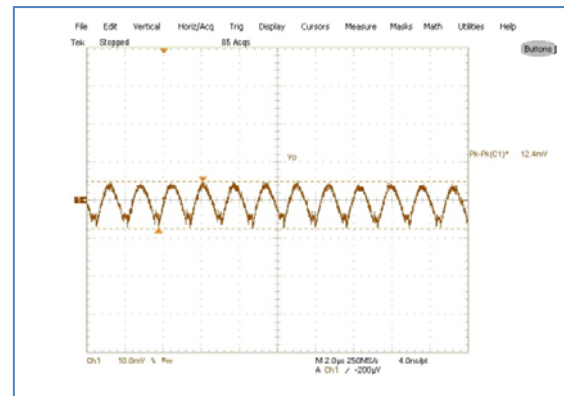 File Edit Vertical Horiz/Acq Trig Display Cursors Measure Masks Math Utilities Help
Tek Stopped 85 Acqs
Buttons
Vo
Pk-Pk(C1)* 12.4mV
Ch1 10.0mV
M 2.0µs 250MS/s 4.0ns/pt
A Ch1 / -200µV